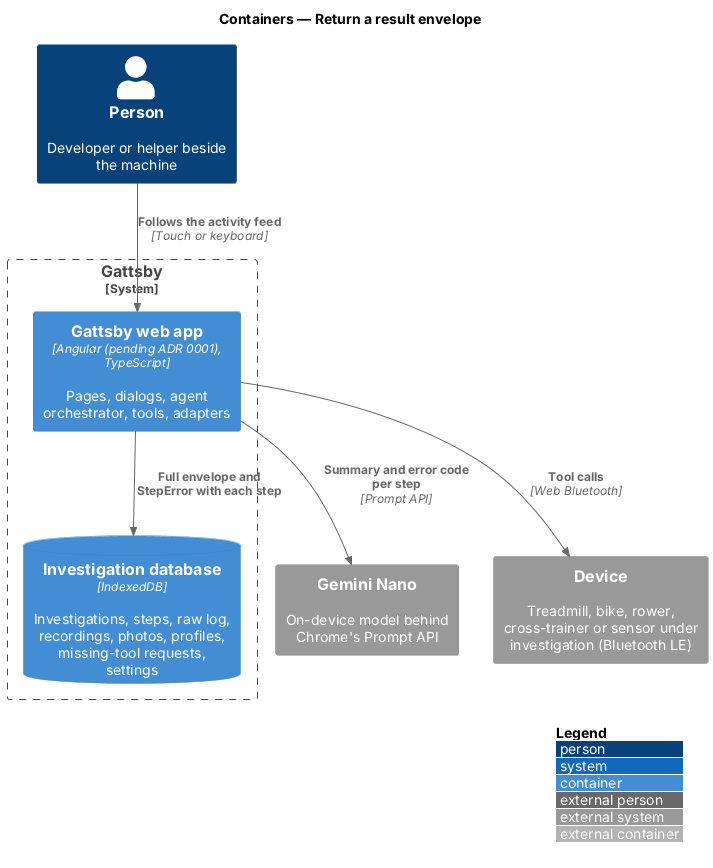 Containers — Return a result envelope
Person
Developer or helper beside
the machine
Follows the activity feed
[Touch or keyboard]
Gattsby
[System]
Gattsby web app
[Angular (pending ADR 0001),
TypeScript]
Pages, dialogs, agent
orchestrator, tools, adapters
Full envelope and
StepError with each step
Summary and error code
per step
[Prompt API]
Tool calls
[Web Bluetooth]
Investigation database
[IndexedDB]
Investigations, steps, raw log,
recordings, photos, profiles,
missing-tool requests,
settings
Gemini Nano
On-device model behind
Chrome's Prompt API
Device
Treadmill, bike, rower,
cross-trainer or sensor under
investigation (Bluetooth LE)
Legend
person
system
container
external person
external system
external container